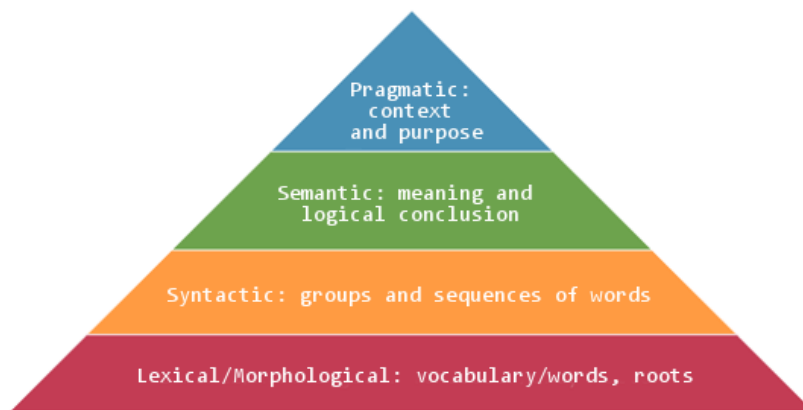 Pragmatic:
context
and purpose
Semantic: meaning and
logical conclusion
Syntactic: groups and sequences of words
Lexical/Morphological: vocabulary/words, roots